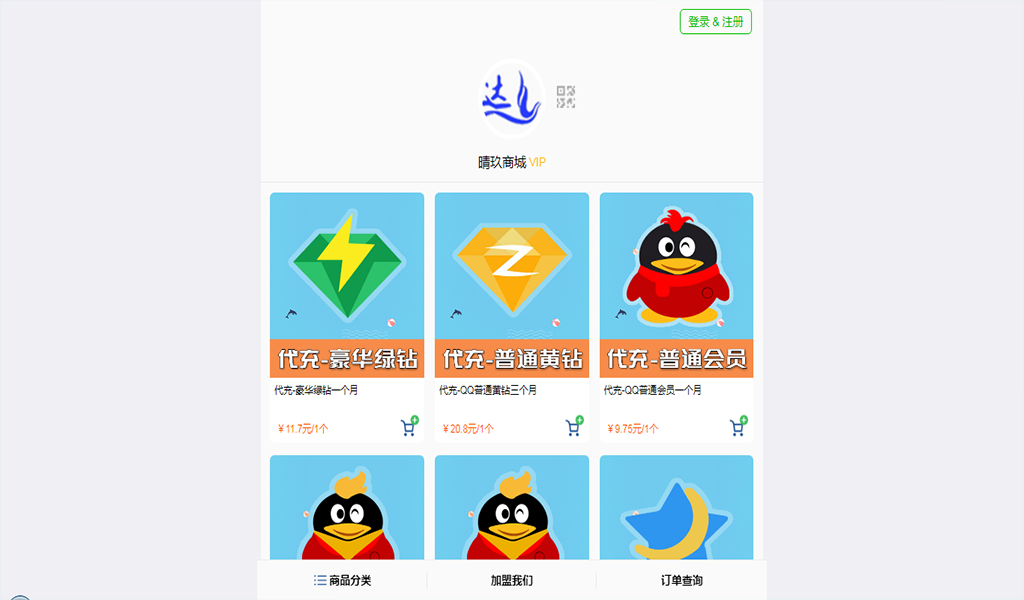 登录 & 注册
达
晴玖商城 VIP
代充-豪华绿钻
代充-普通黄钻
代充-普通会员
代充-豪华绿钻一个月
代充-QQ普通黄钻三个月
代充-QQ普通会员一个月
¥11.7元/1个
¥20.8元/1个
¥9.75元/1个
商品分类
加盟我们
订单查询